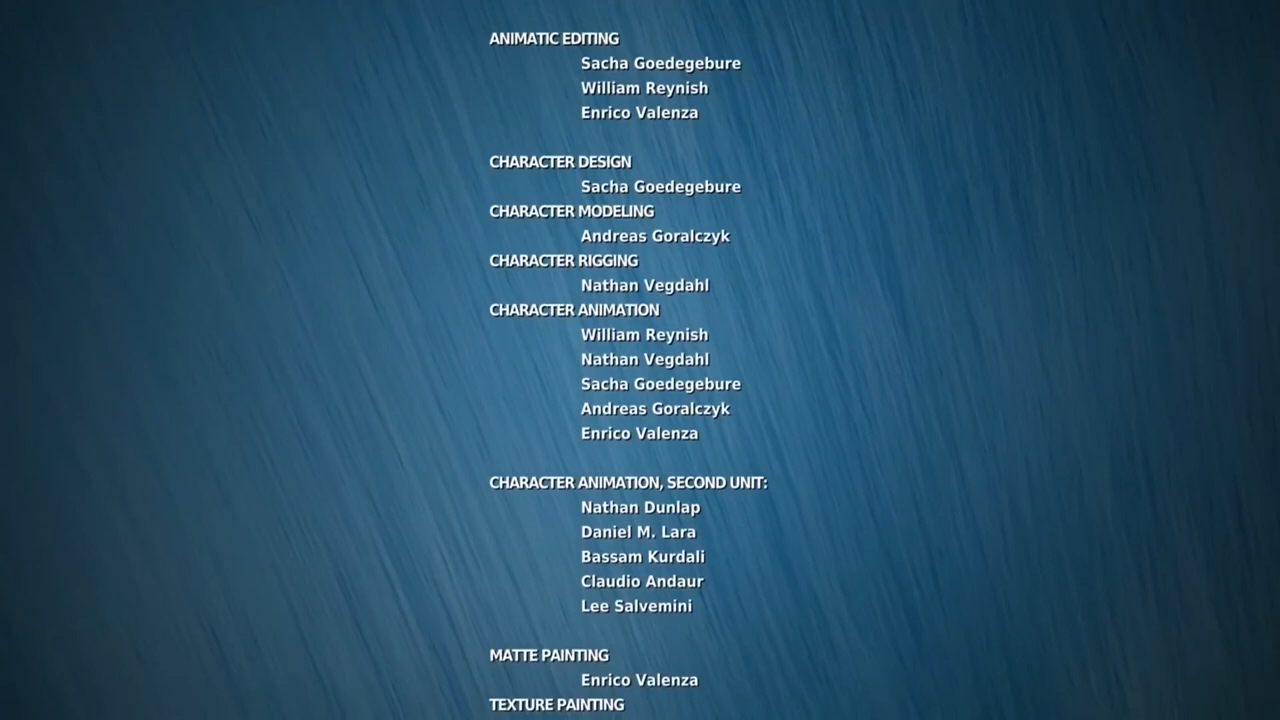 ANIMATIC EDITING
Sacha Goedegebure
William Reynish
Enrico Valenza
CHARACTER DESIGN
Sacha Goedegebure
CHARACTER MODELING
Andreas Goralczyk
CHARACTER RIGGING
Nathan Vegdahl
CHARACTER ANIMATION
William Reynish
Nathan Vegdahl
Sacha Goedegebure
Andreas Goralczyk
Enrico Valenza
CHARACTER ANIMATION, SECOND UNIT:
Nathan Dunlap
Daniel M. Lara
Bassam Kurdali
Claudio Andaur
Lee Salvemini
MATTE PAINTING
Enrico Valenza
TEXTURE PAINTING